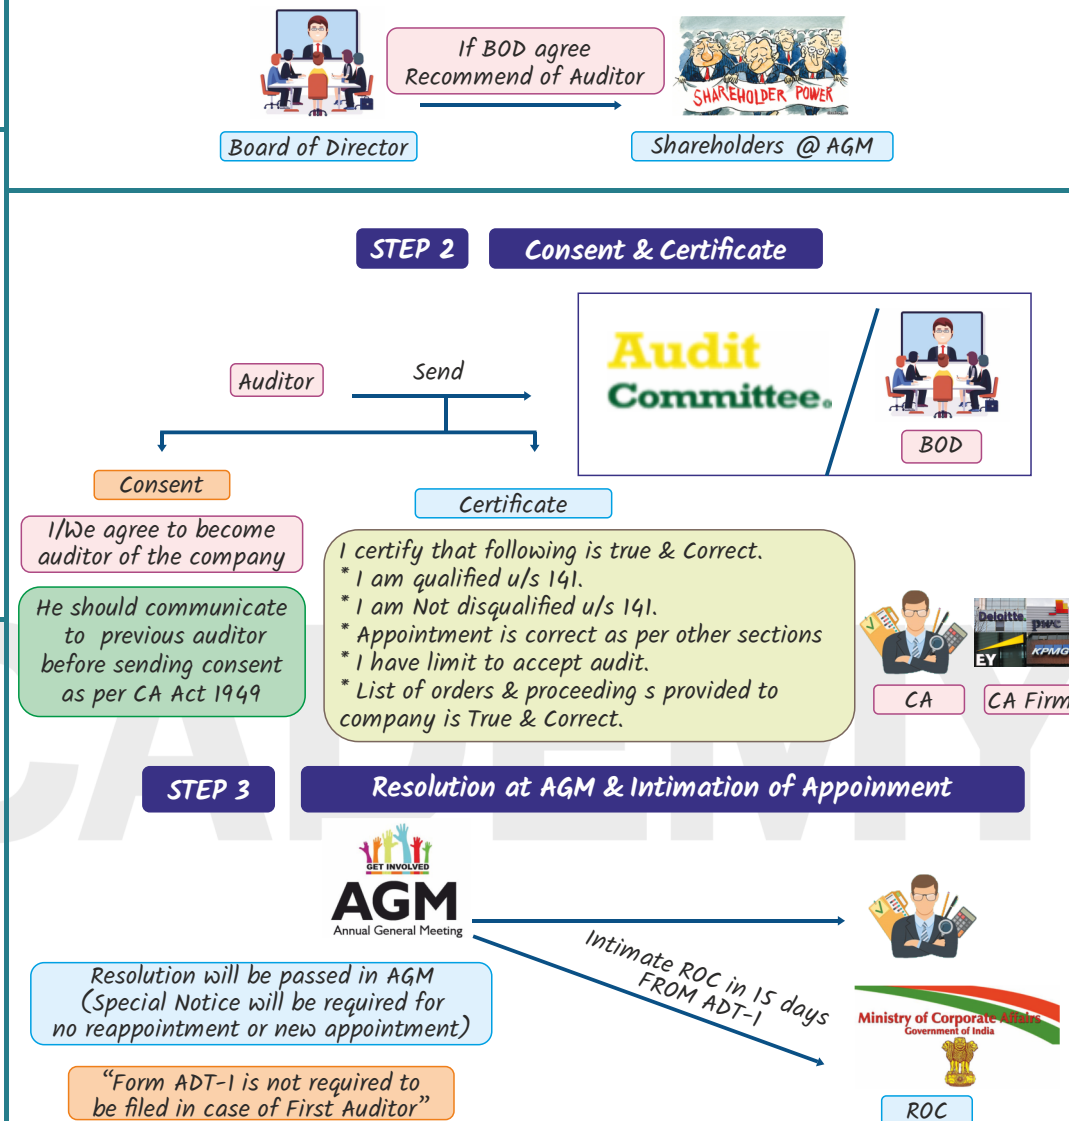 If BOD agree
Recommend of Auditor
SHAREHOLDER POWER
Board of Director
Shareholders @ AGM
STEP 2
Consent & Certificate
Audit
Committee
Auditor
Send
BOD
Consent
Certificate
I/We agree to become
auditor of the company
He should communicate
to previous auditor
before sending consent
as per CA Act 1949
I certify that following is true & Correct.
* I am qualified u/s 141.
* I am Not disqualified u/s 141.
* Appointment is correct as per other sections
* I have limit to accept audit.
* List of orders & proceeding s provided to
company is True & Correct.
Deloitte.
pwc
EY
KPMG
CA
CA Firm
CADEMY
STEP 3
Resolution at AGM & Intimation of Appoinment
GET INVOLVED
AGM
Annual General Meeting
Intimate ROC in 15 days
FROM ADT-1
Resolution will be passed in AGM
(Special Notice will be required for
no reappointment or new appointment)
Ministry of Corporate Affairs
Government of India
"Form ADT-1 is not required to
be filed in case of First Auditor"
ROC